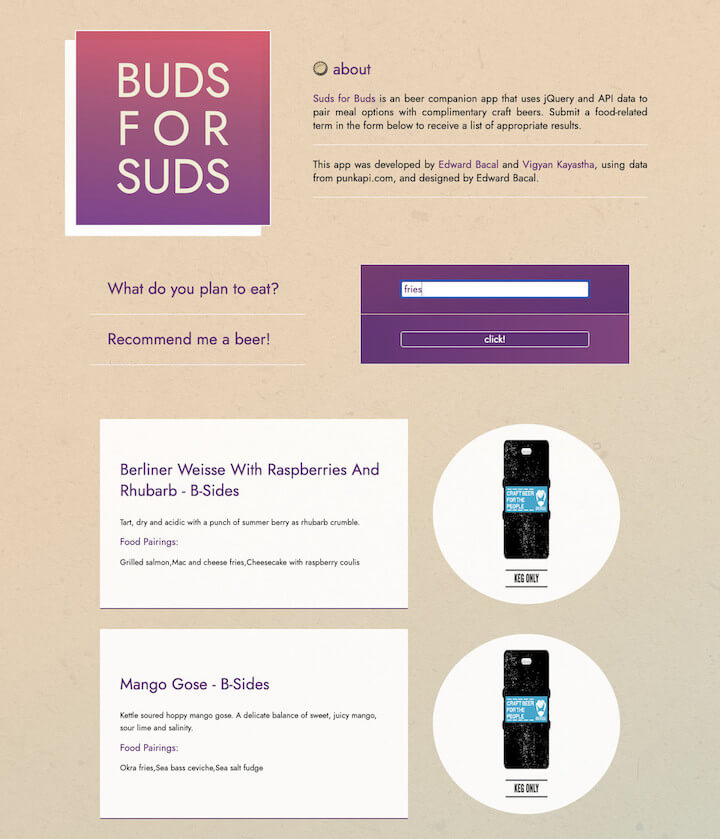 BUDS
FOR
SUDS
about
Suds for Buds is an beer companion app that uses jQuery and API data to
pair meal options with complimentary craft beers. Submit a food-related
term in the form below to receive a list of appropriate results.
This app was developed by Edward Bacal and Vigyan Kayastha, using data
from punkapi.com, and designed by Edward Bacal.
What do you plan to eat?
fries
Recommend me a beer!
click!
Berliner Weisse With Raspberries And
Rhubarb - B-Sides
Tart, dry and acidic with a punch of summer berry as rhubarb crumble.
Food Pairings:
Grilled salmon,Mac and cheese fries,Cheesecake with raspberry coulis
CRAFT BEER
FOR THE
PEOPLE
KEG ONLY
Mango Gose - B-Sides
Kettle soured hoppy mango gose. A delicate balance of sweet, juicy mango,
sour lime and salinity.
Food Pairings:
Okra fries,Sea bass ceviche,Sea salt fudge
CRAFT BEER
FOR THE
PEOPLE
KEG ONLY